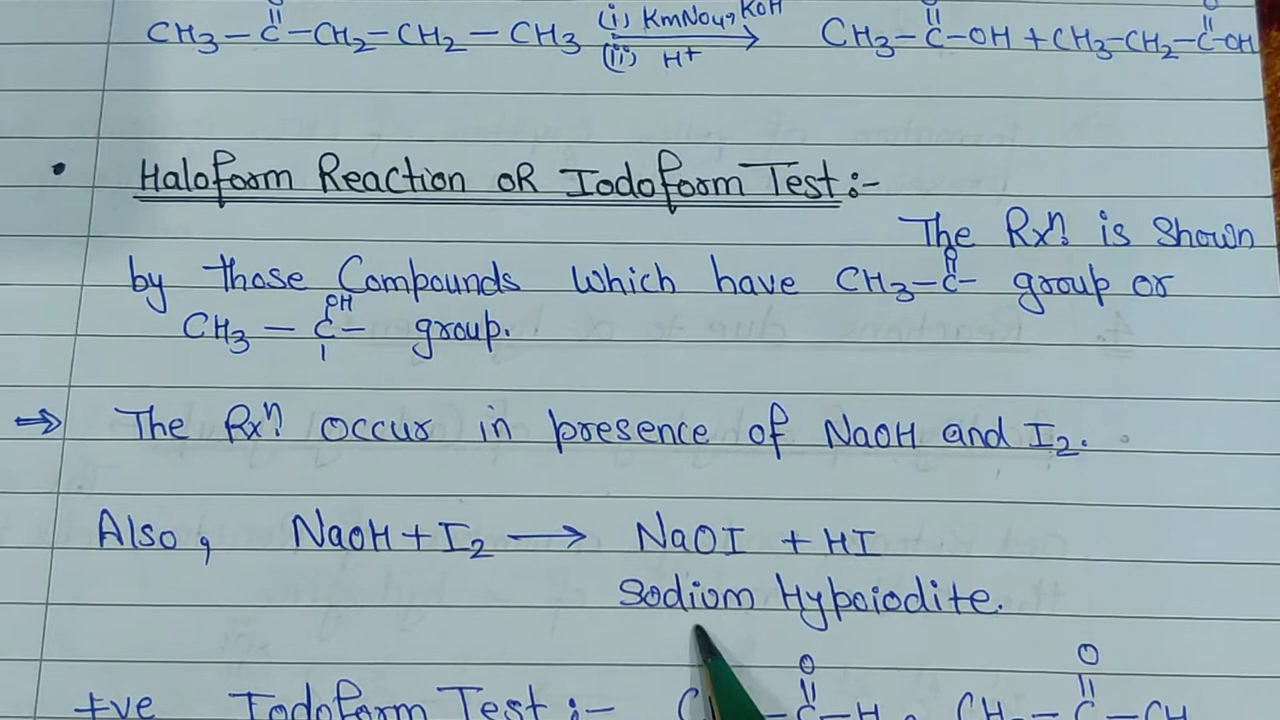 CH3-C(=O)-CH2-CH2-CH3 (i) KmNo4, KOH (ii) H+ → CH3-C(=O)-OH + CH3-CH2-C(=O)-OH
• Haloform Reaction OR Iodoform Test :-
The Rxn. is Shown
by those Compounds Which have CH3-C(=O)- group or
CH3-C(OH)- group.
⇒ The Rxn. occur in presence of NaOH and I2.
Also, NaOH + I2 → NaOI + HI
Sodium Hypoiodite.
+ve Iodoform Test :-